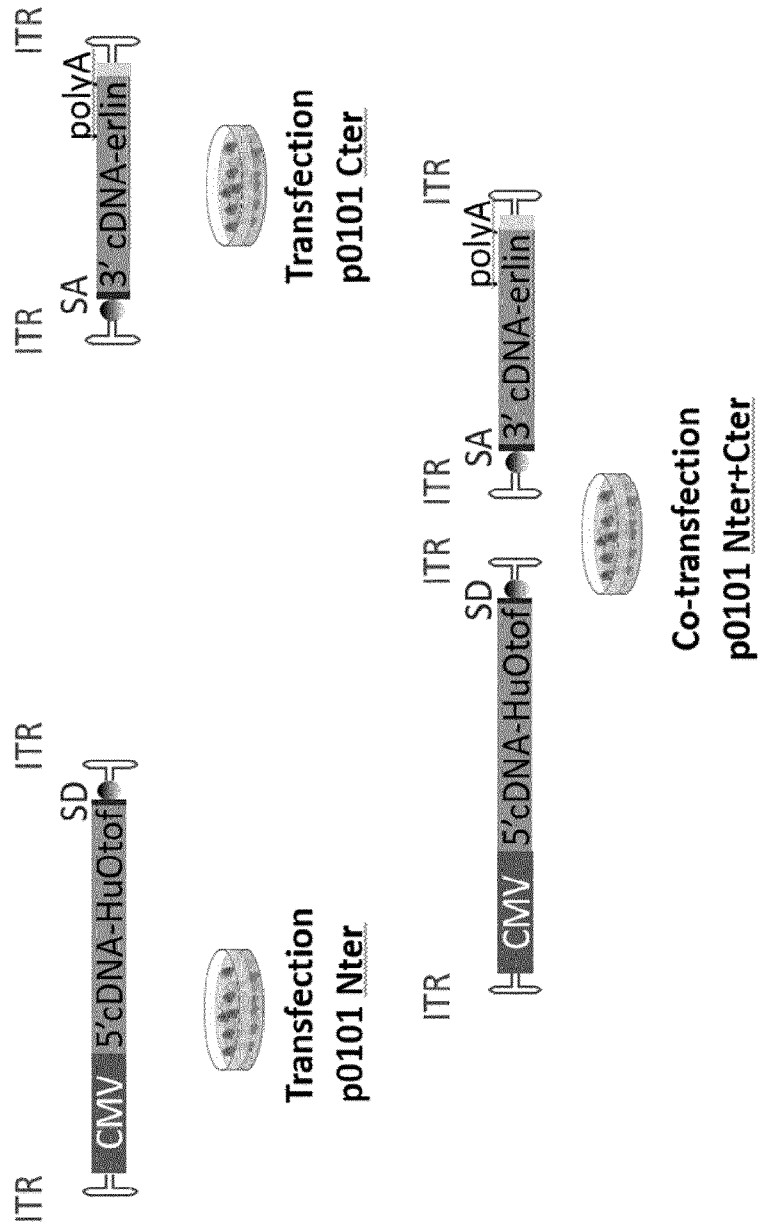 ITR ITR
SD
CMV 5'cDNA-HuOtof
Transfection
p0101 Nter
ITR ITR
SA polyA
3' cDNA-erlin
Transfection
p0101 Cter
ITR ITR ITR ITR
SD SA polyA
CMV 5'cDNA-HuOtof 3' cDNA-erlin
Co-transfection
p0101 Nter+Cter